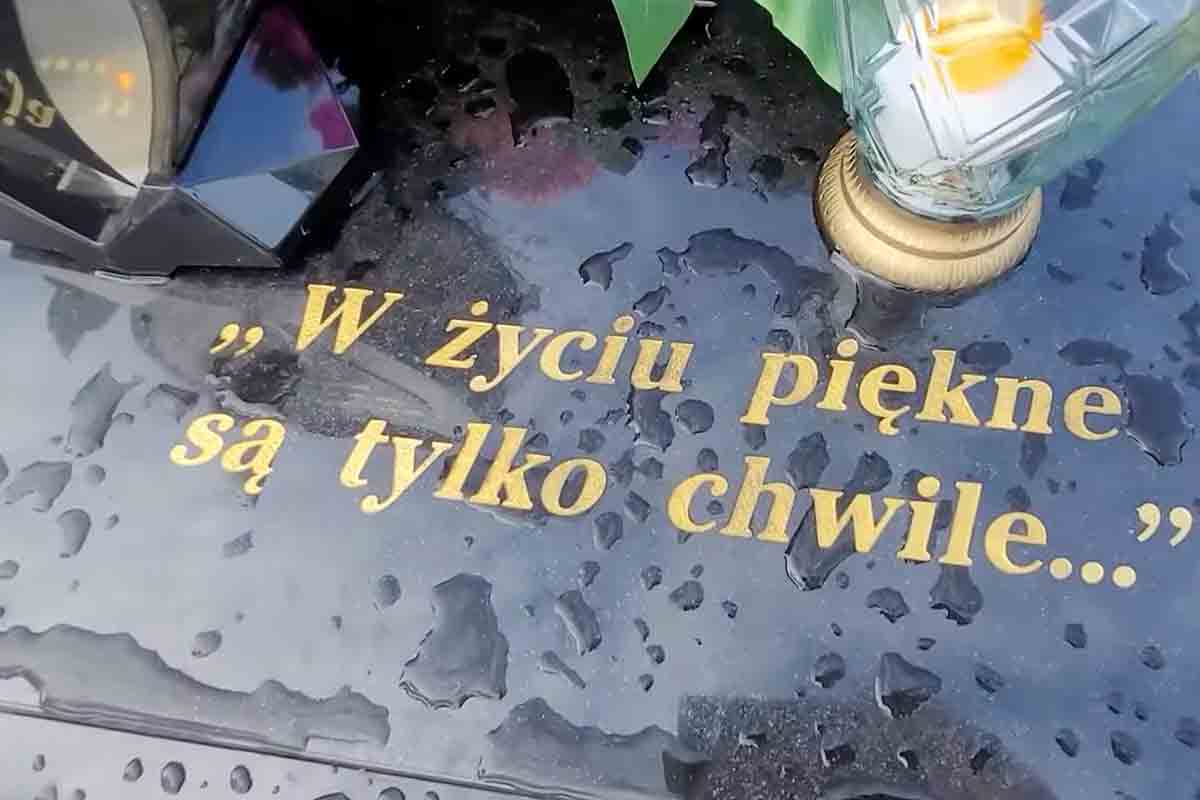 „W życiu piękne
są tylko chwile...”